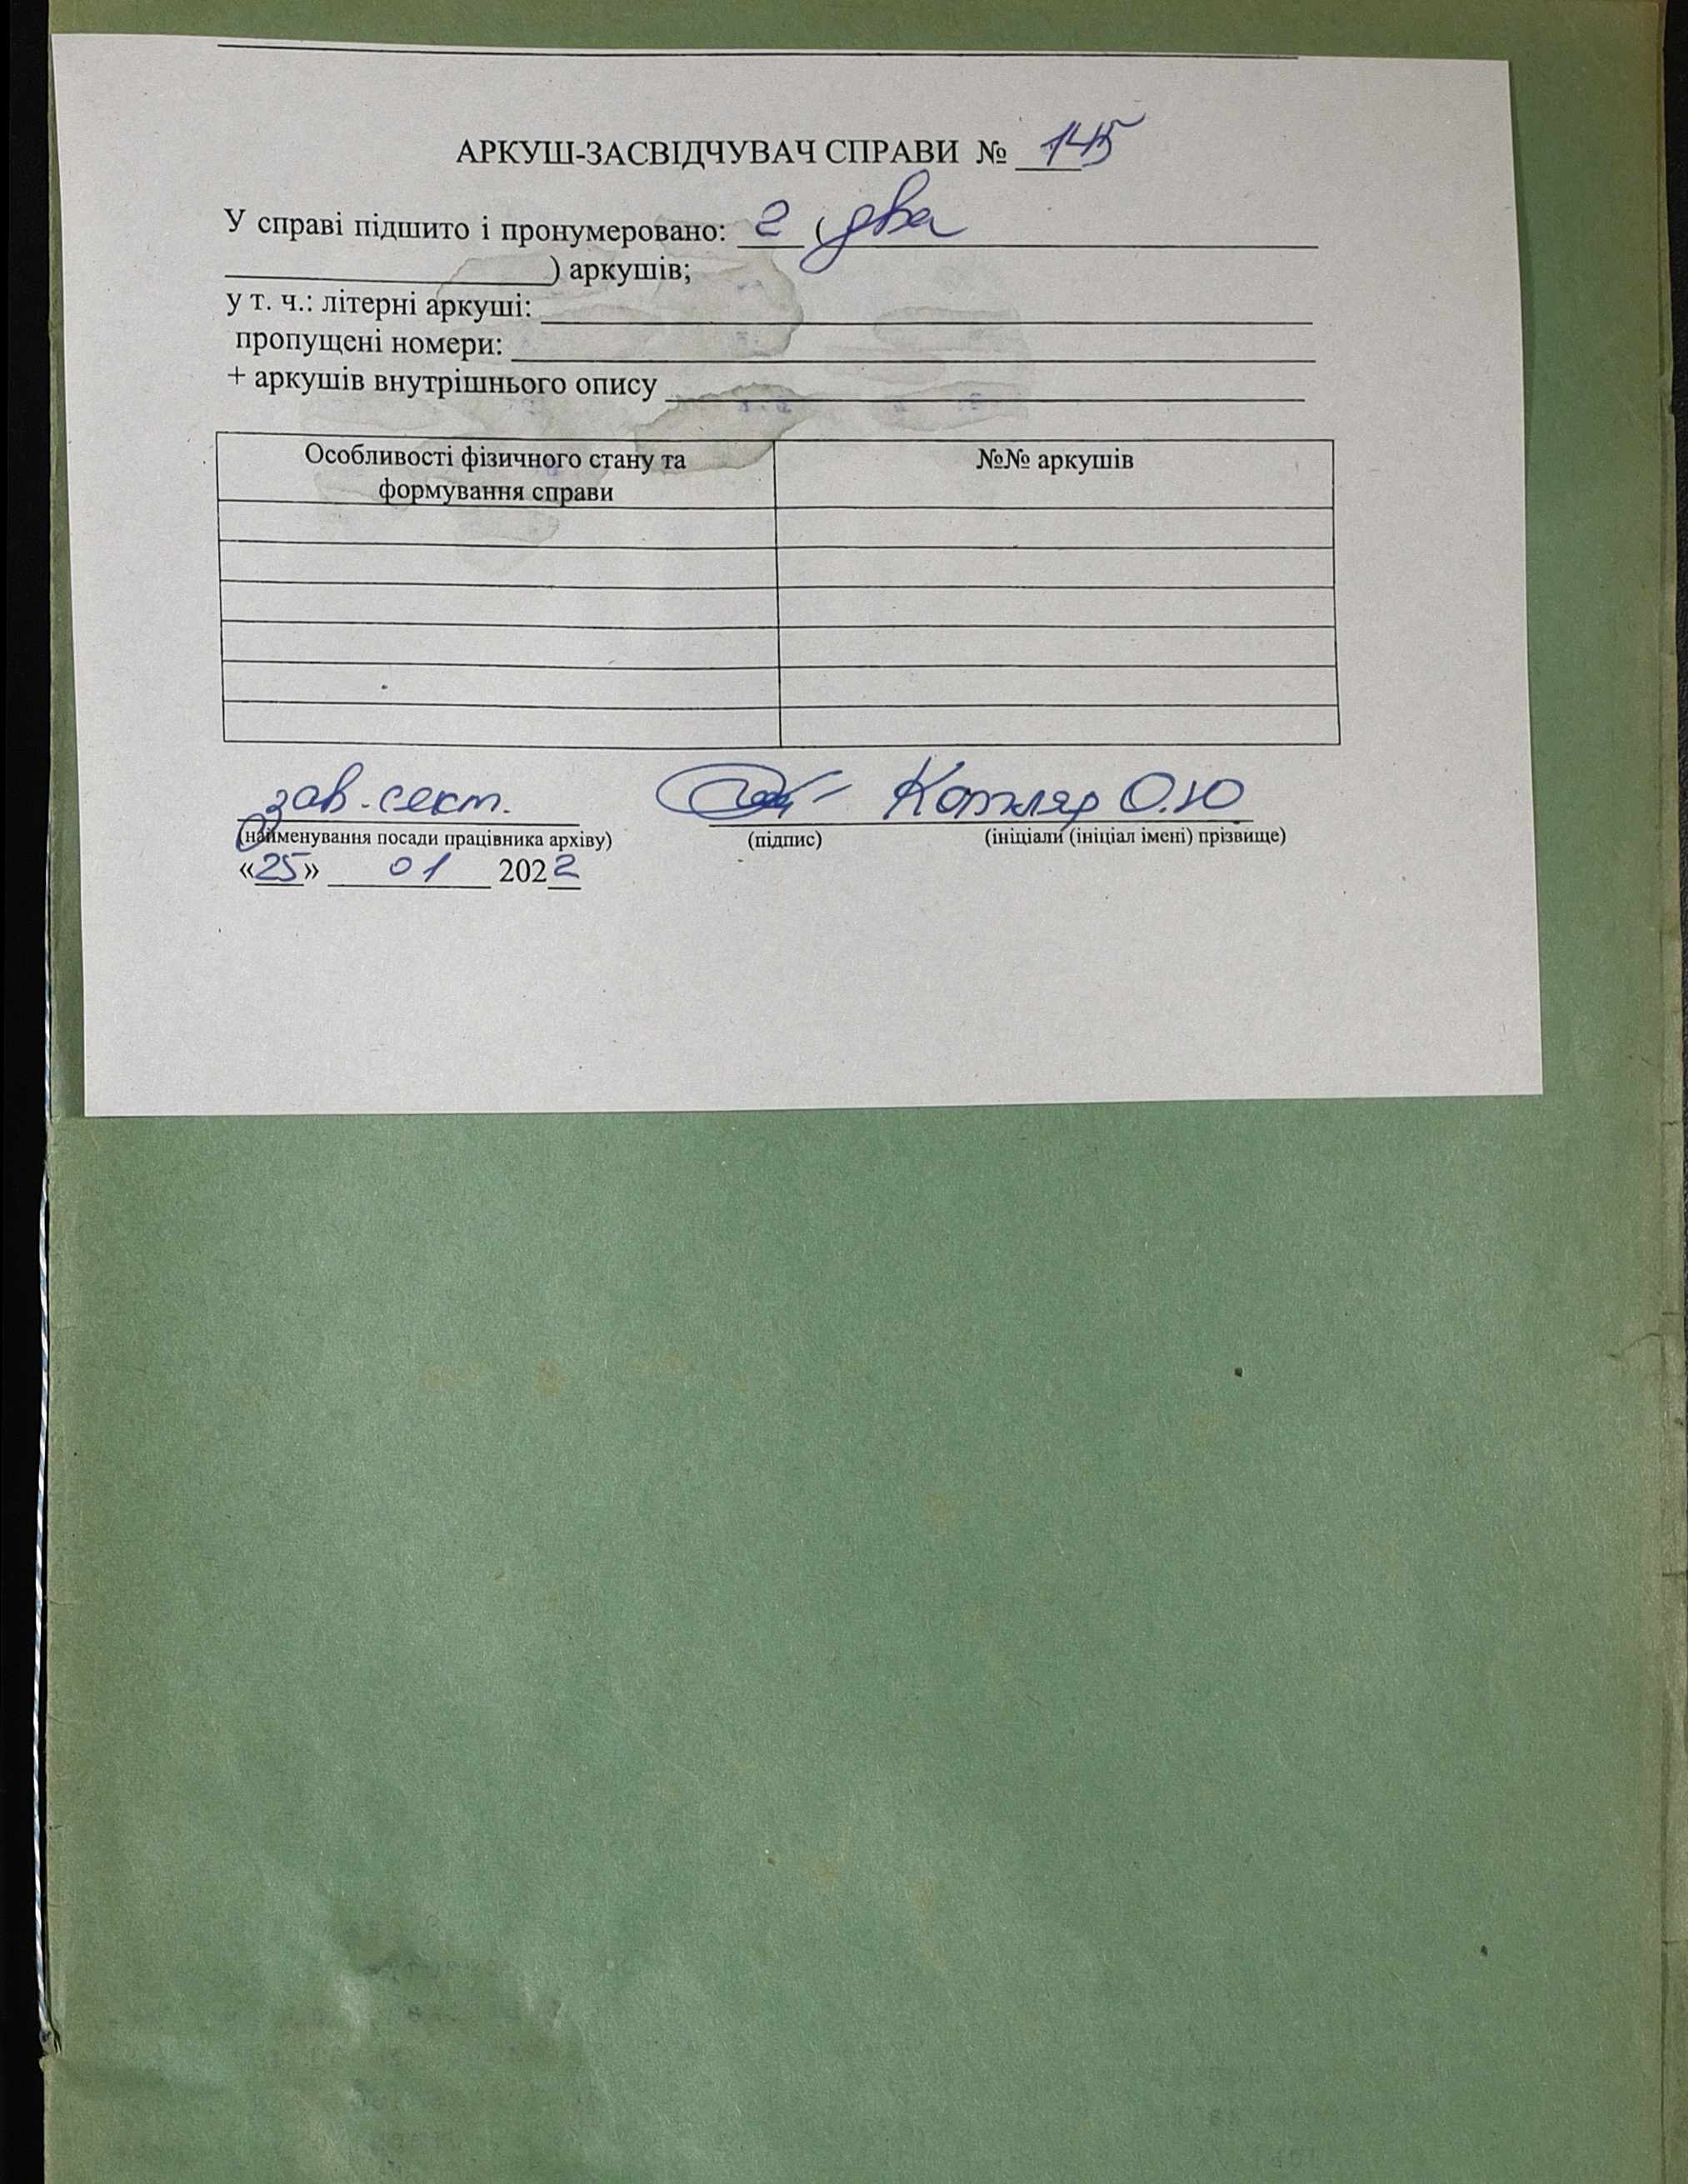 АРКУШ-ЗАСВІДЧУВАЧ СПРАВИ № 145
У справі підшито і пронумеровано: 2 ( два
) аркушів;
у т. ч.: літерні аркуші:
пропущені номери:
+ аркушів внутрішнього опису
Особливості фізичного стану та формування справи
№№ аркушів
зав. сект. Котляр О.Ю
(найменування посади працівника архіву) (підпис) (ініціали (ініціал імені) прізвище)
«25» 01 2022